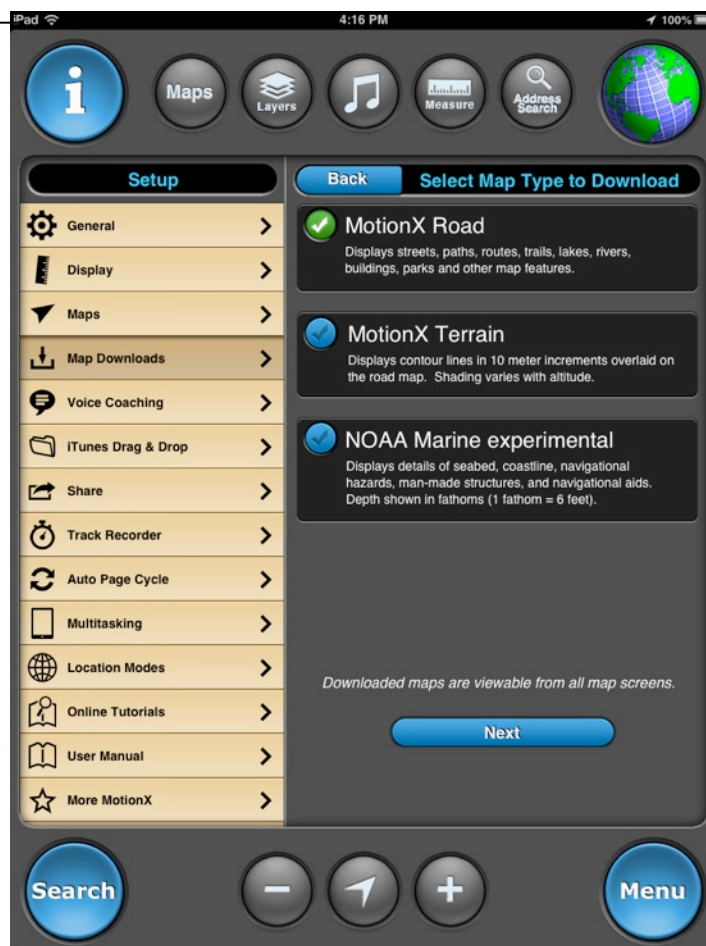 iPad
4:16 PM
100%
i
Maps
Layers
Measure
Address
Search
Setup
General
Display
Maps
Map Downloads
Voice Coaching
iTunes Drag & Drop
Share
Track Recorder
Auto Page Cycle
Multitasking
Location Modes
Online Tutorials
User Manual
More MotionX
Back
Select Map Type to Download
MotionX Road
Displays streets, paths, routes, trails, lakes, rivers,
buildings, parks and other map features.
MotionX Terrain
Displays contour lines in 10 meter increments overlaid on
the road map. Shading varies with altitude.
NOAA Marine experimental
Displays details of seabed, coastline, navigational
hazards, man-made structures, and navigational aids.
Depth shown in fathoms (1 fathom = 6 feet).
Downloaded maps are viewable from all map screens.
Next
Search
Menu